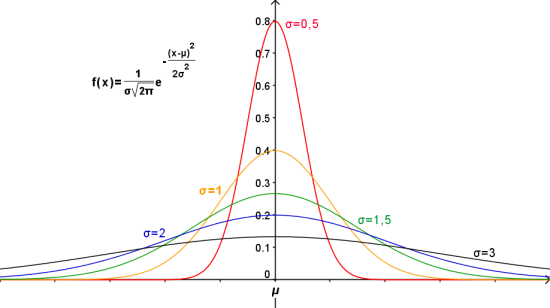 0.8
σ=0,5
0.7
f(x)=1/(σ√2π) e^-(x-μ)²/2σ²
0.6
0.5
0.4
0.3
σ=1
σ=1,5
0.2
σ=2
0.1
σ=3
0
μ